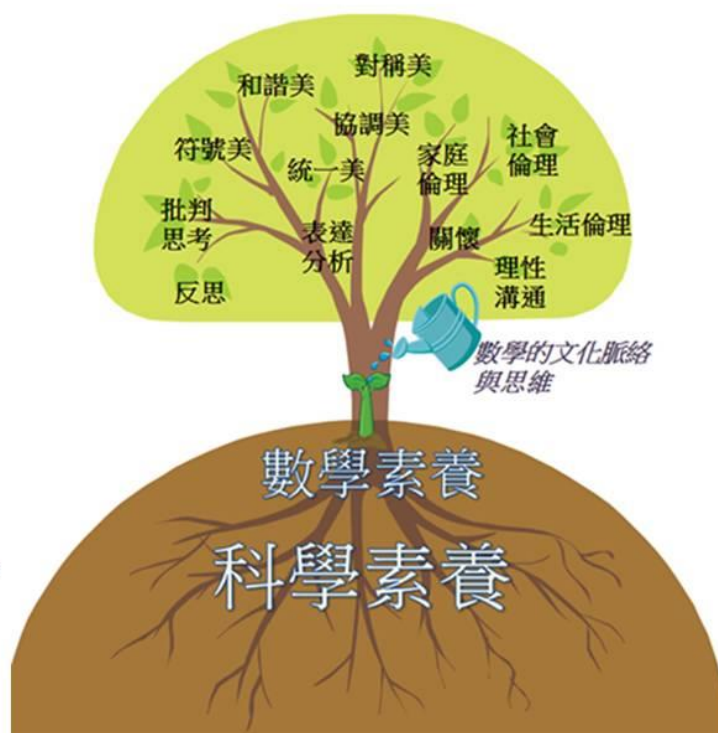 對稱美
和諧美
協調美
符號美
統一美
家庭
倫理
社會
倫理
批判
思考
表達
分析
關懷
生活倫理
反思
理性
溝通
數學的文化脈絡
與思維
數學素養
科學素養